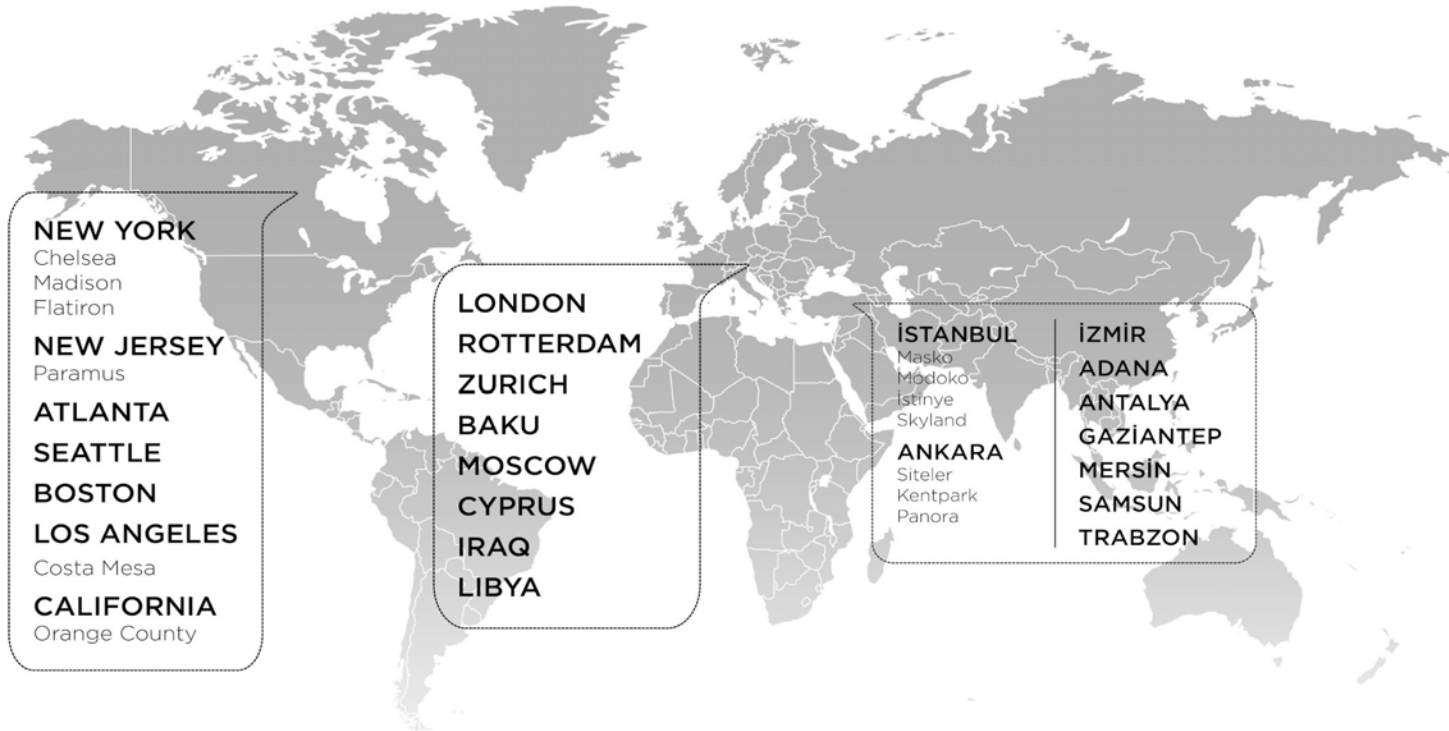 NEW YORK
Chelsea
Madison
Flatiron
NEW JERSEY
Paramus
ATLANTA
SEATTLE
BOSTON
LOS ANGELES
Costa Mesa
CALIFORNIA
Orange County
LONDON
ROTTERDAM
ZURICH
BAKU
MOSCOW
CYPRUS
IRAQ
LIBYA
İSTANBUL
Masko
Modoko
İstinye
Skyland
ANKARA
Siteler
Kentpark
Panora
İZMİR
ADANA
ANTALYA
GAZİANTEP
MERSİN
SAMSUN
TRABZON